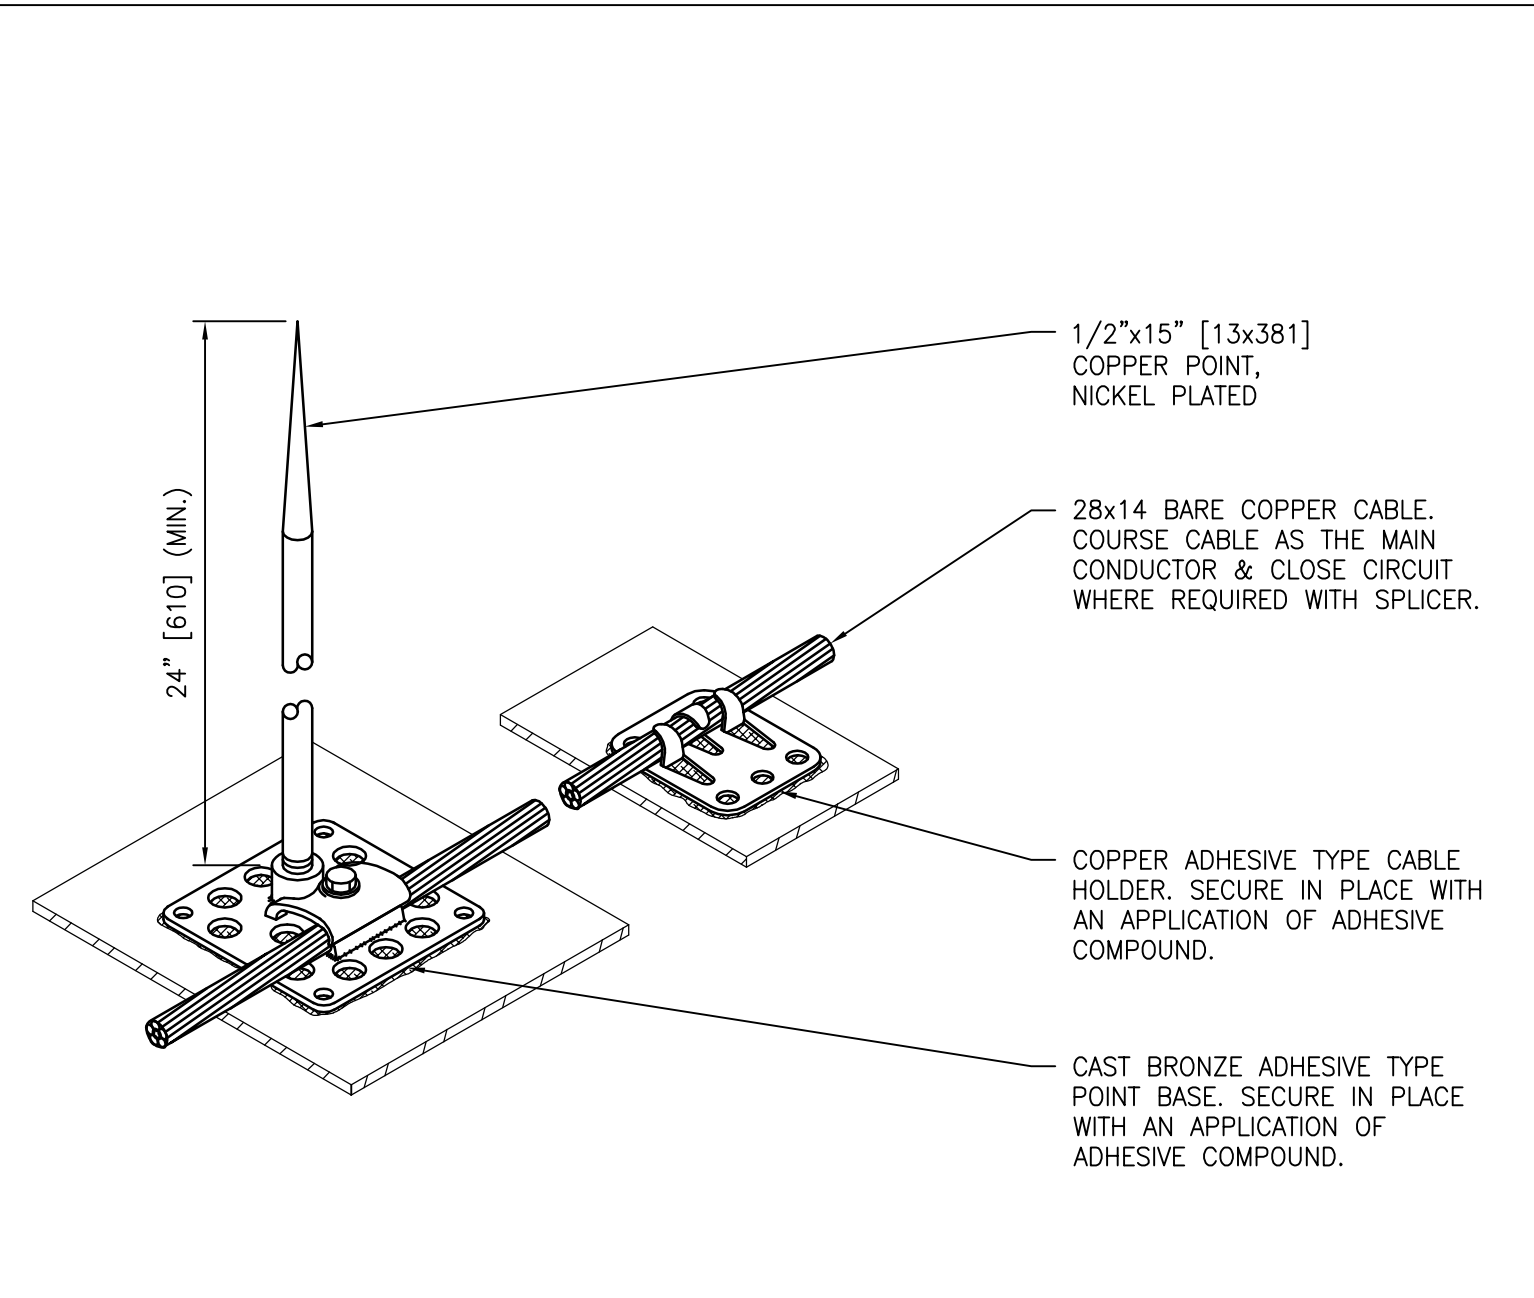 1/2”x15” [13x381]
COPPER POINT,
NICKEL PLATED
24” [610] (MIN.)
28x14 BARE COPPER CABLE.
COURSE CABLE AS THE MAIN
CONDUCTOR & CLOSE CIRCUIT
WHERE REQUIRED WITH SPLICER.
COPPER ADHESIVE TYPE CABLE
HOLDER. SECURE IN PLACE WITH
AN APPLICATION OF ADHESIVE
COMPOUND.
CAST BRONZE ADHESIVE TYPE
POINT BASE. SECURE IN PLACE
WITH AN APPLICATION OF
ADHESIVE COMPOUND.